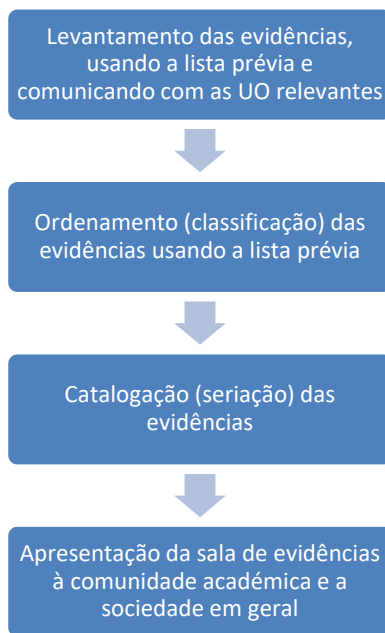 Levantamento das evidências,
usando a lista prévia e
comunicando com as UO relevantes
Ordenamento (classificação) das
evidências usando a lista prévia
Catalogação (seriação) das
evidências
Apresentação da sala de evidências
à comunidade académica e a
sociedade em geral